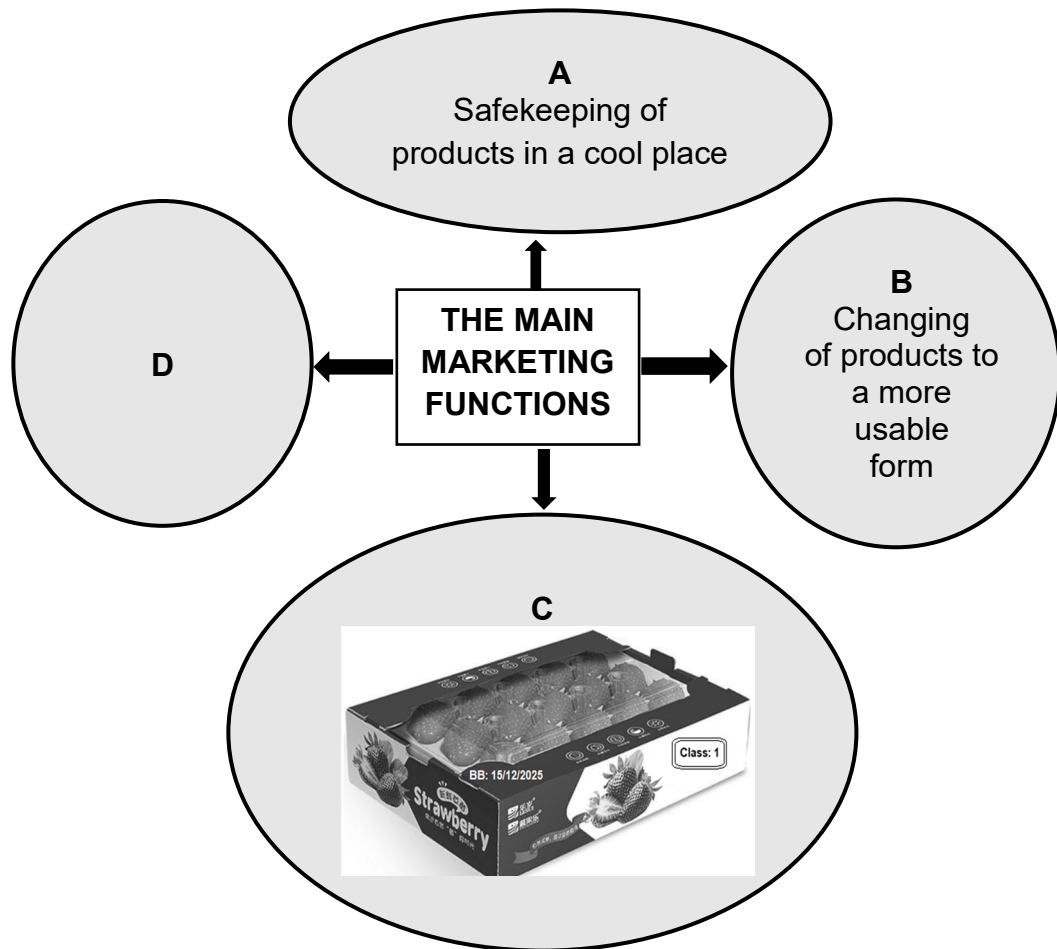 A
Safekeeping of
products in a cool place
D
THE MAIN
MARKETING
FUNCTIONS
B
Changing
of products to
a more
usable
form
C
Class: 1
BB: 15/12/2025
Strawberry